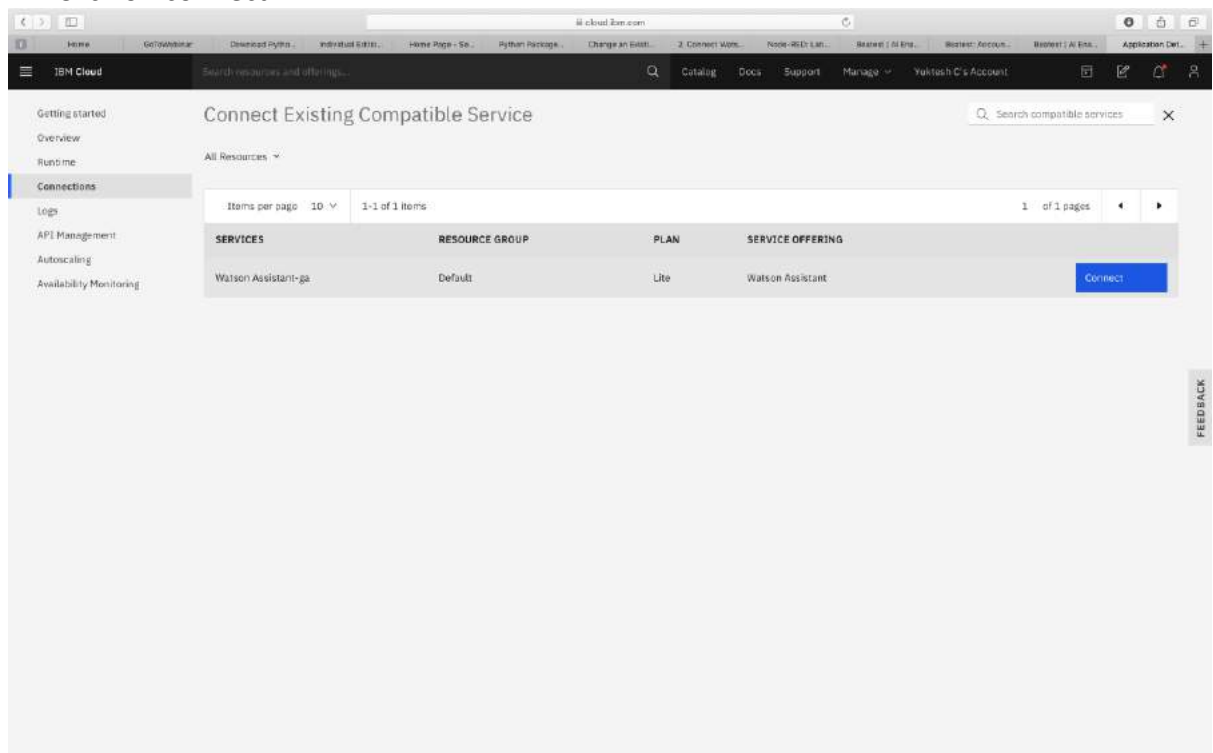 cloud.ibm.com
Home GoToWebinar Download Pytho... Individual Editi... Home Page - Se... Python Package... Change an Existi... 2. Connect Wats... Node-RED: Lan... Beatest | AI Ena... Beatest: Accoun... Beatest | AI Ena... Application Det...
IBM Cloud Search resources and offerings... Catalog Docs Support Manage Yuktesh C's Account
Getting started
Overview
Runtime
Connections
Logs
API Management
Autoscaling
Availability Monitoring
Connect Existing Compatible Service
Search compatible services
All Resources
Items per page 10 1-1 of 1 items 1 of 1 pages
SERVICES RESOURCE GROUP PLAN SERVICE OFFERING
Watson Assistant-ga Default Lite Watson Assistant Connect
FEEDBACK